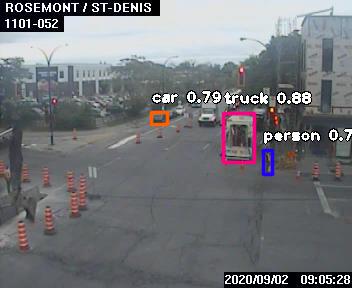 ROSEMONT / ST-DENIS
1101-052
car 0.79
truck 0.88
person 0.7
2020/09/02 09:05:28